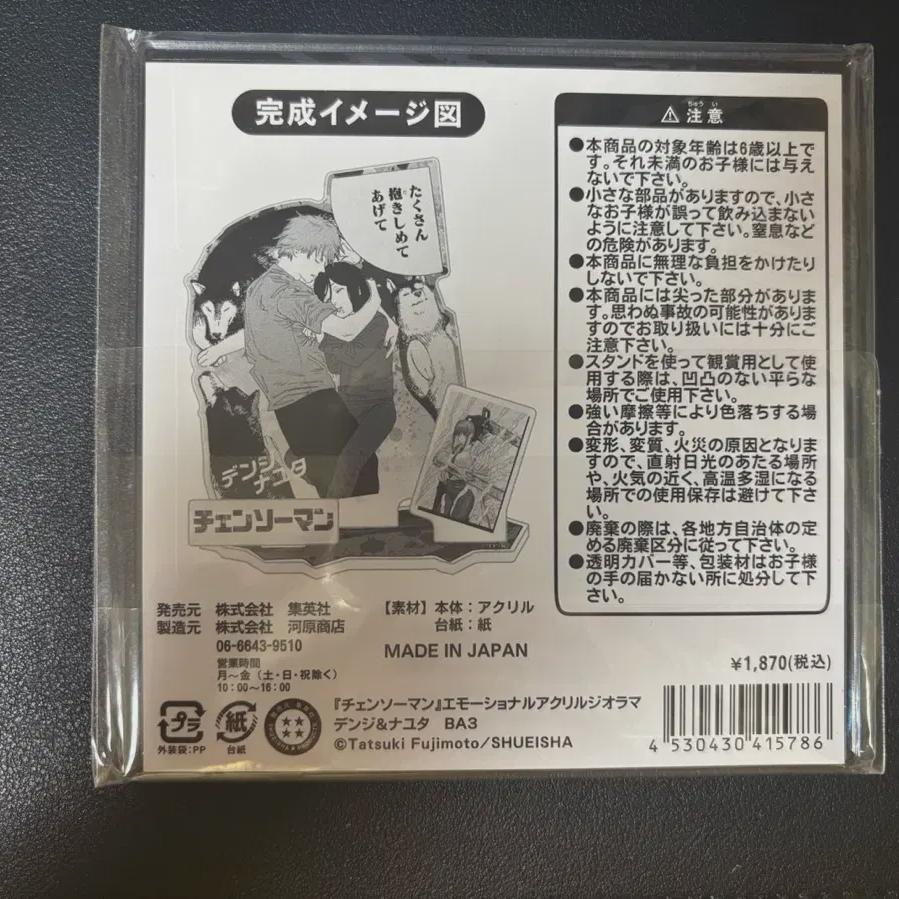 完成イメージ図
たくさん
抱きしめて
あげて
デンジ
ナユタ
チェンソーマン
ちゅうい
⚠ 注意
●本商品の対象年齢は6歳以上で
す。それ未満のお子様には与え
ないで下さい。
●小さな部品がありますので、小さ
なお子様が誤って飲み込まない
ように注意して下さい。窒息など
の危険があります。
●本商品に無理な負担をかけたり
しないで下さい。
●本商品には尖った部分がありま
す。思わぬ事故の可能性がありま
すのでお取り扱いには十分にご
注意下さい。
●スタンドを使って観賞用として使
用する際は、凹凸のない平らな
場所でご使用下さい。
●強い摩擦等により色落ちする場
合があります。
●変形、変質、火災の原因となりま
すので、直射日光のあたる場所
や、火気の近く、高温多湿になる
場所での使用保存は避けて下さ
い。
●廃棄の際は、各地方自治体の定
める廃棄区分に従って下さい。
●透明カバー等、包装材はお子様
の手の届かない所に処分して下
さい。
発売元 株式会社 集英社
製造元 株式会社 河原商店
06-6643-9510
営業時間
月～金（土・日・祝除く）
10：00～16：00
【素材】本体：アクリル
台紙：紙
MADE IN JAPAN
¥1,870(税込)
プラ
外装袋：PP
紙
台紙
『チェンソーマン』エモーショナルアクリルジオラマ
デンジ&ナユタ BA3
©Tatsuki Fujimoto/SHUEISHA
4 530430 415786